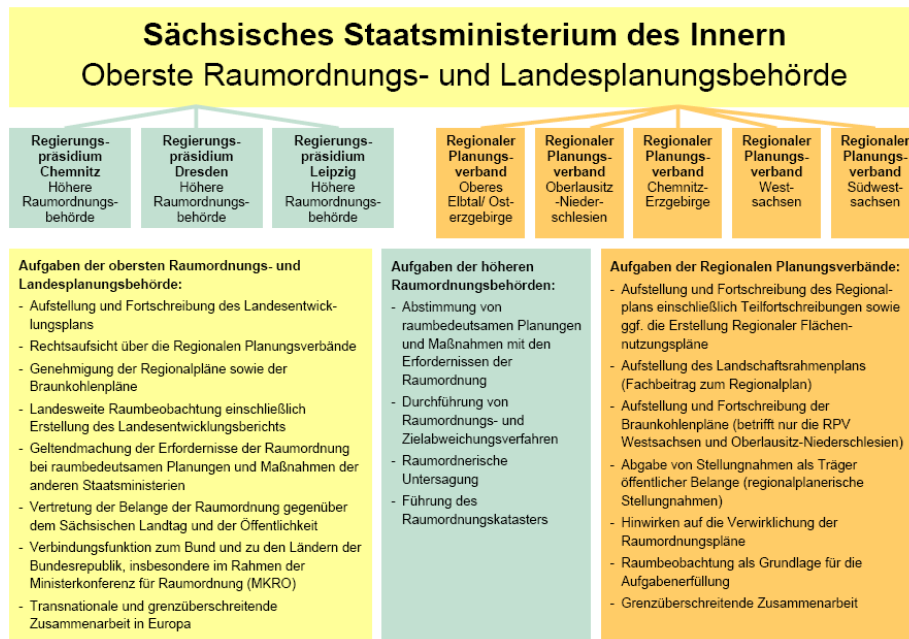 Sächsisches Staatsministerium des Innern
Oberste Raumordnungs- und Landesplanungsbehörde
Regierungs-
präsidium
Chemnitz
Höhere
Raumordnungs-
behörde
Regierungs-
präsidium
Dresden
Höhere
Raumordnungs-
behörde
Regierungs-
präsidium
Leipzig
Höhere
Raumordnungs-
behörde
Regionaler
Planungs-
verband
Oberes
Elbtal/ Ost-
erzgebirge
Regionaler
Planungs-
verband
Oberlausitz
-Nieder-
schlesien
Regionaler
Planungs-
verband
Chemnitz-
Erzgebirge
Regionaler
Planungs-
verband
West-
sachsen
Regionaler
Planungs-
verband
Südwest-
sachsen
Aufgaben der obersten Raumordnungs- und
Landesplanungsbehörde:
- Aufstellung und Fortschreibung des Landesentwick-
lungsplans
- Rechtsaufsicht über die Regionalen Planungsverbände
- Genehmigung der Regionalpläne sowie der
Braunkohlenpläne
- Landesweite Raumbeobachtung einschließlich
Erstellung des Landesentwicklungsberichts
- Geltendmachung der Erfordernisse der Raumordnung
bei raumbedeutsamen Planungen und Maßnahmen der
anderen Staatsministerien
- Vertretung der Belange der Raumordnung gegenüber
dem Sächsischen Landtag und der Öffentlichkeit
- Verbindungsfunktion zum Bund und zu den Ländern der
Bundesrepublik, insbesondere im Rahmen der
Ministerkonferenz für Raumordnung (MKRO)
- Transnationale und grenzüberschreitende
Zusammenarbeit in Europa
Aufgaben der höheren
Raumordnungsbehörden:
- Abstimmung von
raumbedeutsamen Planungen
und Maßnahmen mit den
Erfordernissen der
Raumordnung
- Durchführung von
Raumordnungs- und
Zielabweichungsverfahren
- Raumordnerische
Untersagung
- Führung des
Raumordnungskatasters
Aufgaben der Regionalen Planungsverbände:
- Aufstellung und Fortschreibung des Regional-
plans einschließlich Teilfortschreibungen sowie
ggf. die Erstellung Regionaler Flächen-
nutzungspläne
- Aufstellung des Landschaftsrahmenplans
(Fachbeitrag zum Regionalplan)
- Aufstellung und Fortschreibung der
Braunkohlenpläne (betrifft nur die RPV
Westsachsen und Oberlausitz-Niederschlesien)
- Abgabe von Stellungnahmen als Träger
öffentlicher Belange (regionalplanerische
Stellungnahmen)
- Hinwirken auf die Verwirklichung der
Raumordnungspläne
- Raumbeobachtung als Grundlage für die
Aufgabenerfüllung
- Grenzüberschreitende Zusammenarbeit